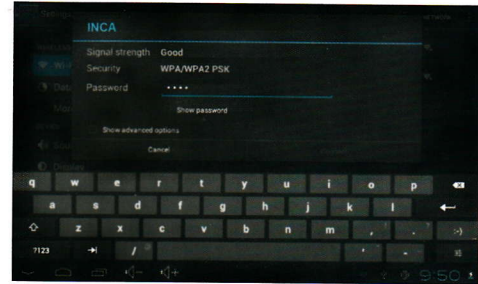 INCA
Signal strength Good
Security WPA/WPA2 PSK
Password ····
Show password
Show advanced options
Cancel
q w e r t y u i o p
a s d f g h j k l
z x c v b n m , .
?123 / ' - :-)
9:50